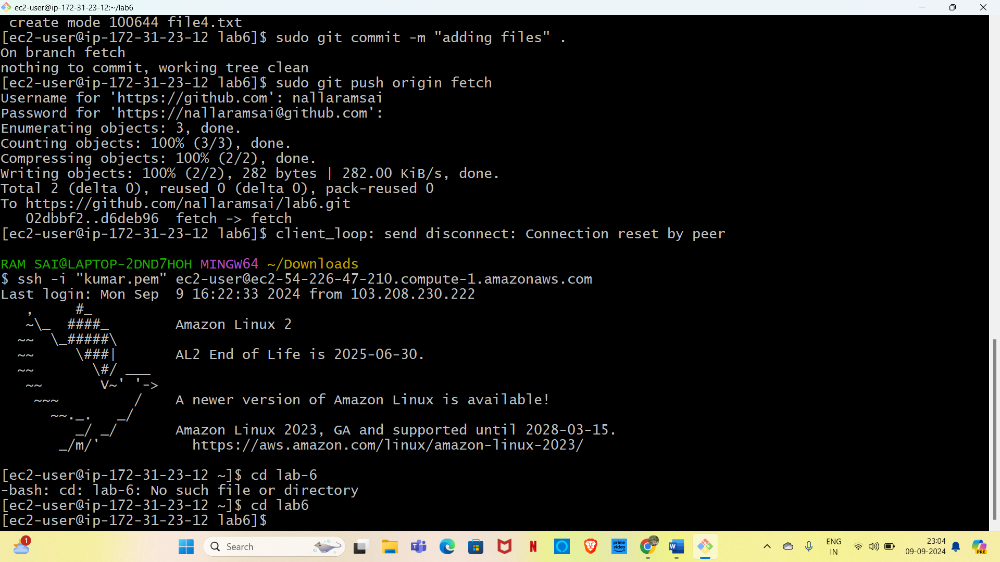 ec2-user@ip-172-31-23-12:~/lab6
 create mode 100644 file4.txt
[ec2-user@ip-172-31-23-12 lab6]$ sudo git commit -m "adding files" .
On branch fetch
nothing to commit, working tree clean
[ec2-user@ip-172-31-23-12 lab6]$ sudo git push origin fetch
Username for 'https://github.com': nallaramsai
Password for 'https://nallaramsai@github.com':
Enumerating objects: 3, done.
Counting objects: 100% (3/3), done.
Compressing objects: 100% (2/2), done.
Writing objects: 100% (2/2), 282 bytes | 282.00 KiB/s, done.
Total 2 (delta 0), reused 0 (delta 0), pack-reused 0
To https://github.com/nallaramsai/lab6.git
   02dbbf2..d6deb96  fetch -> fetch
[ec2-user@ip-172-31-23-12 lab6]$ client_loop: send disconnect: Connection reset by peer

RAM SAI@LAPTOP-2DND7HOH MINGW64 ~/Downloads
$ ssh -i "kumar.pem" ec2-user@ec2-54-226-47-210.compute-1.amazonaws.com
Last login: Mon Sep  9 16:22:33 2024 from 103.208.230.222
   ,     #_
   ~\_  ####_        Amazon Linux 2
  ~~  \_#####\
  ~~     \###|       AL2 End of Life is 2025-06-30.
  ~~       \#/ ___
   ~~       V~' '->
    ~~~         /    A newer version of Amazon Linux is available!
      ~~._.   _/
         _/ _/       Amazon Linux 2023, GA and supported until 2028-03-15.
       _/m/'           https://aws.amazon.com/linux/amazon-linux-2023/

[ec2-user@ip-172-31-23-12 ~]$ cd lab-6
-bash: cd: lab-6: No such file or directory
[ec2-user@ip-172-31-23-12 ~]$ cd lab6
[ec2-user@ip-172-31-23-12 lab6]$
1
Search
T
N
prime video
W
ENG
IN
23:04
09-09-2024
PRE